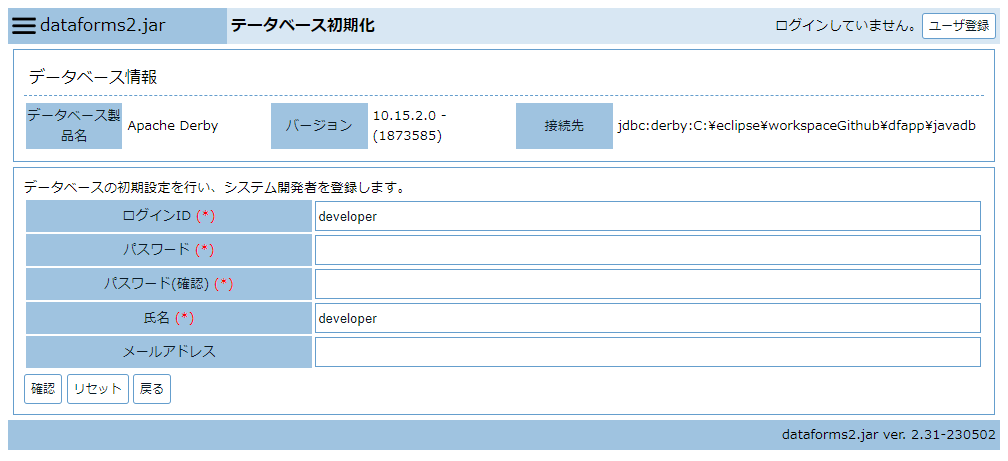 dataforms2.jar データベース初期化 ログインしていません。 ユーザ登録
データベース情報
データベース製品名 Apache Derby バージョン 10.15.2.0 - (1873585) 接続先 jdbc:derby:C:¥eclipse¥workspaceGithub¥dfapp¥javadb
データベースの初期設定を行い、システム開発者を登録します。
ログインID (*) developer
パスワード (*)
パスワード(確認) (*)
氏名 (*) developer
メールアドレス
確認 リセット 戻る
dataforms2.jar ver. 2.31-230502